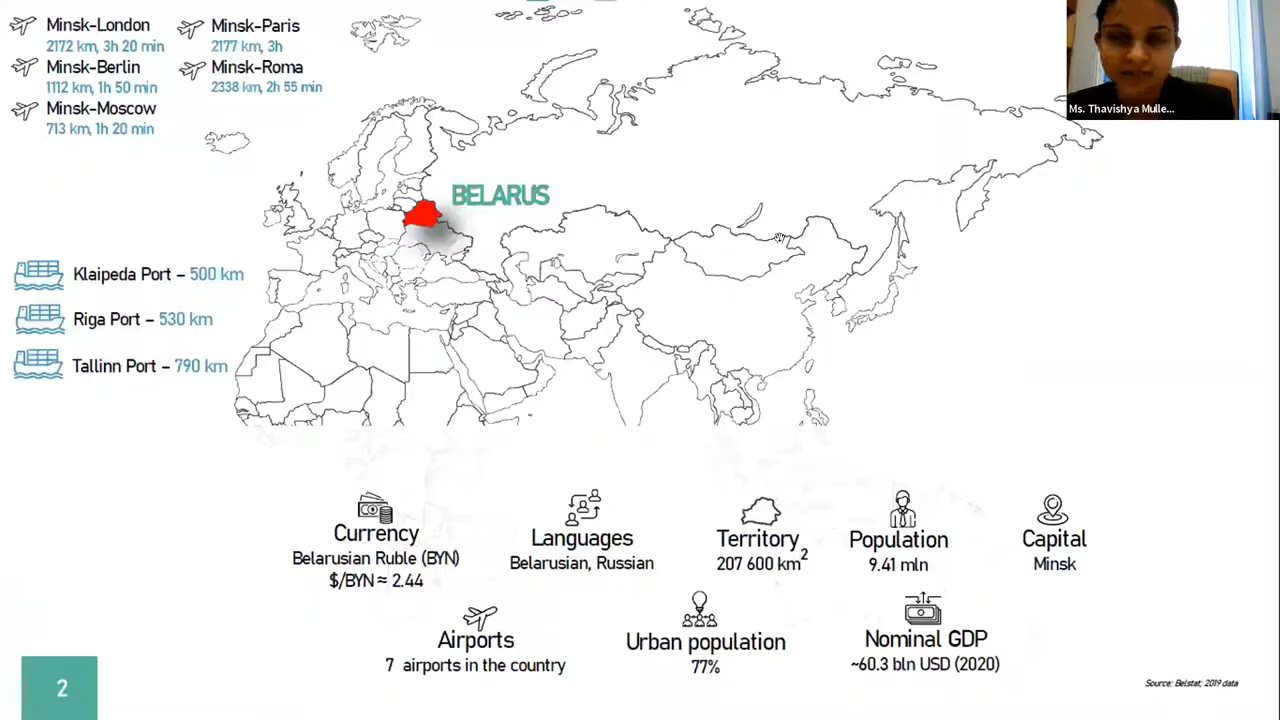 Minsk-London
2172 km, 3h 20 min
Minsk-Paris
2177 km, 3h
Minsk-Berlin
1112 km, 1h 50 min
Minsk-Roma
2338 km, 2h 55 min
Minsk-Moscow
713 km, 1h 20 min
Ms. Thavishya Mulle...
BELARUS
Klaipeda Port – 500 km
Riga Port – 530 km
Tallinn Port – 790 km
Currency
Belarusian Ruble (BYN)
$/BYN ≈ 2.44
Languages
Belarusian, Russian
Territory
207 600 km²
Population
9.41 mln
Capital
Minsk
Airports
7 airports in the country
Urban population
77%
Nominal GDP
~60.3 bln USD (2020)
Source: Belstat; 2019 data
2